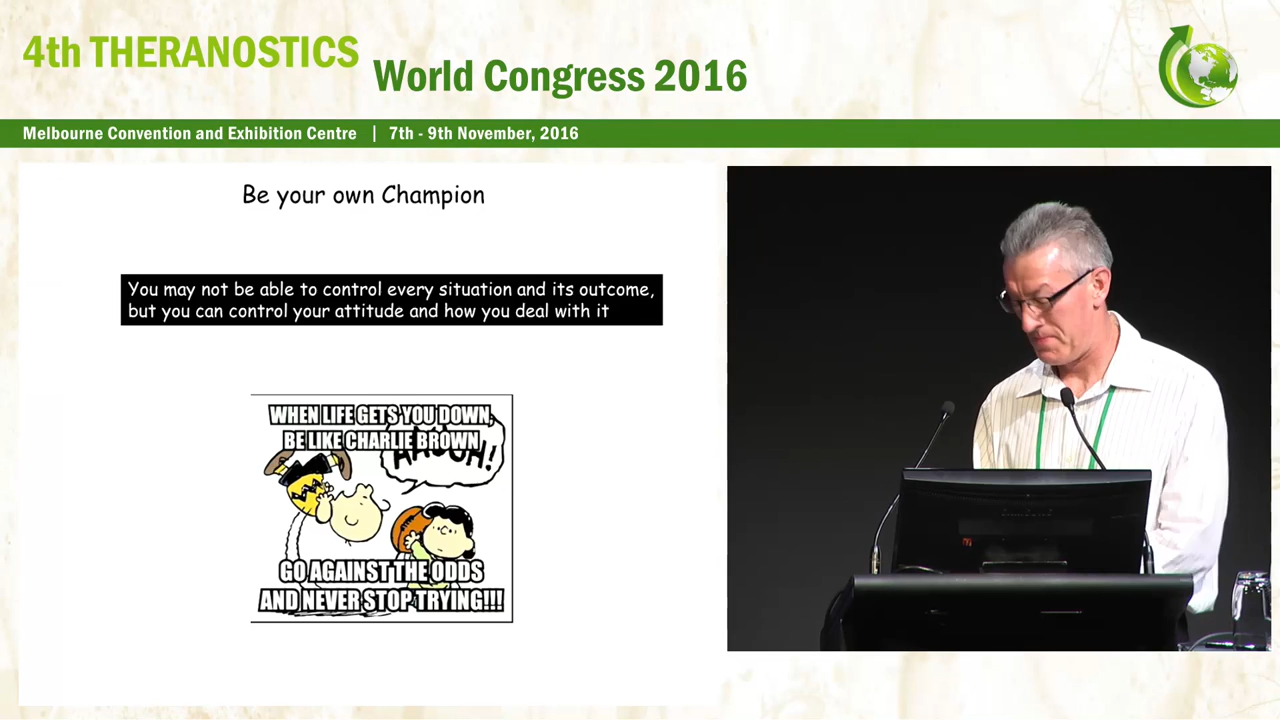 4th THERANOSTICS
World Congress 2016
Melbourne Convention and Exhibition Centre | 7th - 9th November, 2016
Be your own Champion
You may not be able to control every situation and its outcome,
but you can control your attitude and how you deal with it
WHEN LIFE GETS YOU DOWN,
BE LIKE CHARLIE BROWN
GO AGAINST THE ODDS
AND NEVER STOP TRYING!!!